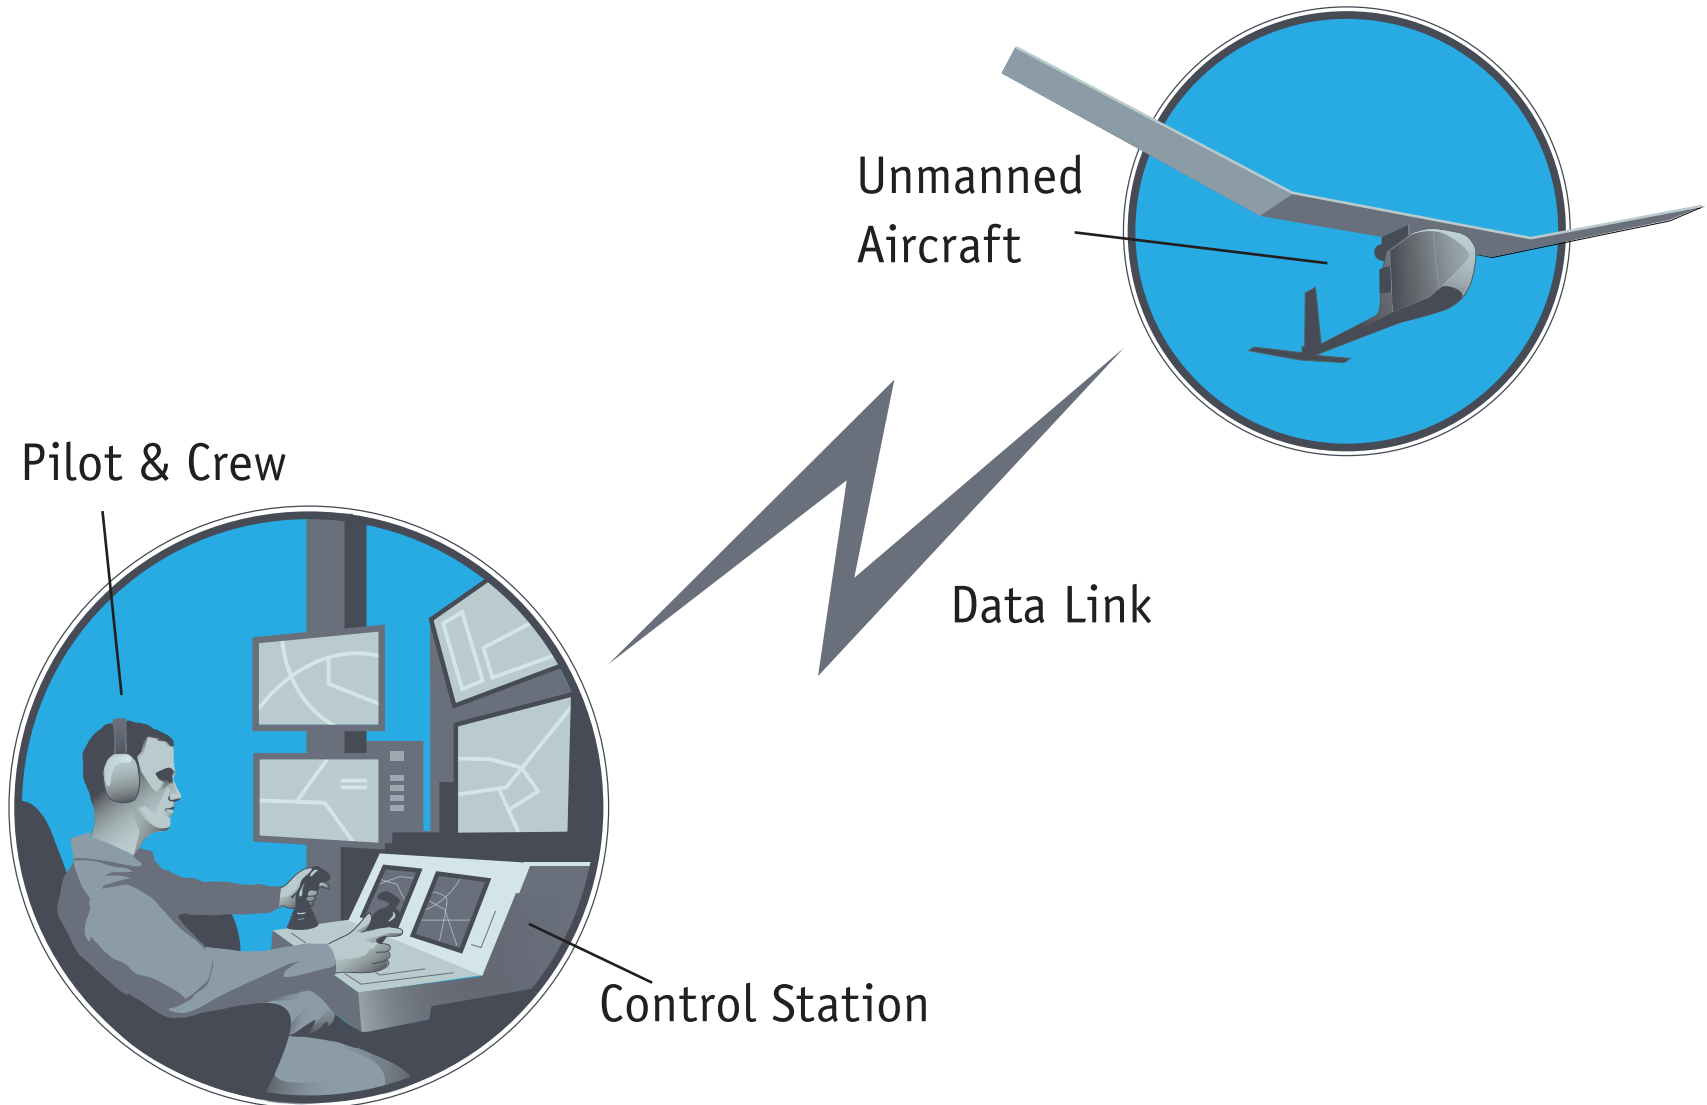 Unmanned
Aircraft
Pilot & Crew
Data Link
Control Station